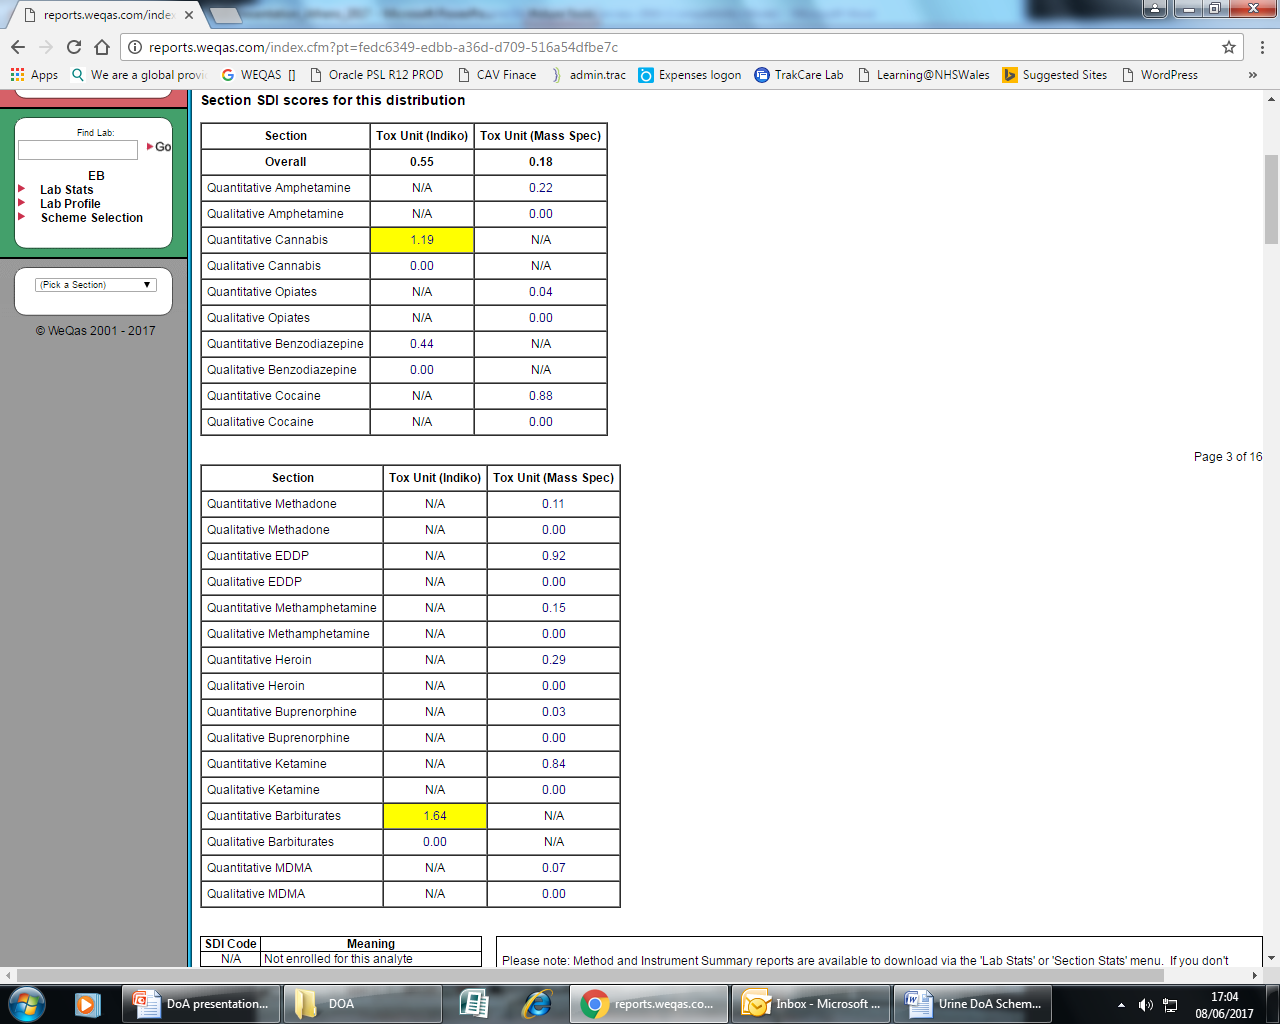 reports.weqas.com/index
reports.weqas.com/index.cfm?pt=fedc6349-edbb-a36d-d709-516a54dfbe7c
Apps We are a global provi WEQAS [] Oracle PSL R12 PROD CAV Finace admin.trac Expenses logon TrakCare Lab Learning@NHSWales Suggested Sites WordPress »
Find Lab:
Go
EB
Lab Stats
Lab Profile
Scheme Selection
(Pick a Section)
© WeQas 2001 - 2017
Section SDI scores for this distribution
Section Tox Unit (Indiko) Tox Unit (Mass Spec)
Overall 0.55 0.18
Quantitative Amphetamine N/A 0.22
Qualitative Amphetamine N/A 0.00
Quantitative Cannabis 1.19 N/A
Qualitative Cannabis 0.00 N/A
Quantitative Opiates N/A 0.04
Qualitative Opiates N/A 0.00
Quantitative Benzodiazepine 0.44 N/A
Qualitative Benzodiazepine 0.00 N/A
Quantitative Cocaine N/A 0.88
Qualitative Cocaine N/A 0.00
Page 3 of 16
Section Tox Unit (Indiko) Tox Unit (Mass Spec)
Quantitative Methadone N/A 0.11
Qualitative Methadone N/A 0.00
Quantitative EDDP N/A 0.92
Qualitative EDDP N/A 0.00
Quantitative Methamphetamine N/A 0.15
Qualitative Methamphetamine N/A 0.00
Quantitative Heroin N/A 0.29
Qualitative Heroin N/A 0.00
Quantitative Buprenorphine N/A 0.03
Qualitative Buprenorphine N/A 0.00
Quantitative Ketamine N/A 0.84
Qualitative Ketamine N/A 0.00
Quantitative Barbiturates 1.64 N/A
Qualitative Barbiturates 0.00 N/A
Quantitative MDMA N/A 0.07
Qualitative MDMA N/A 0.00
SDI Code Meaning
N/A Not enrolled for this analyte
Please note: Method and Instrument Summary reports are available to download via the 'Lab Stats' or 'Section Stats' menu. If you don't
DoA presentation... DOA reports.weqas.co... Inbox - Microsoft ... Urine DoA Schem...
17:04
08/06/2017